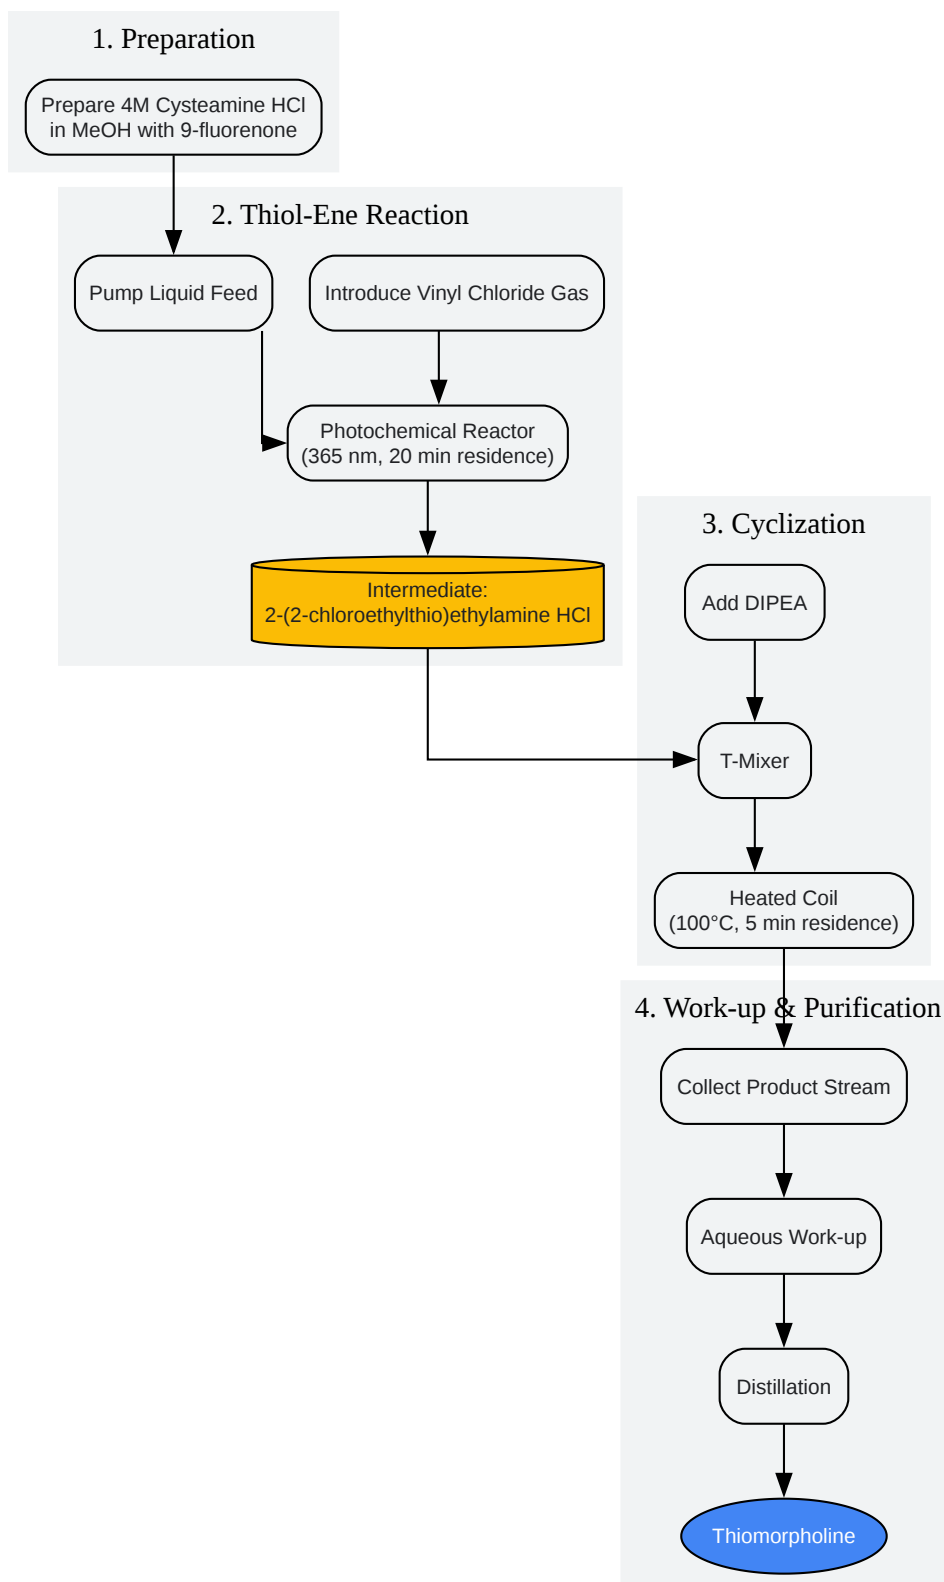 1. Preparation
Prepare 4M Cysteamine HCl
in MeOH with 9-fluorenone
2. Thiol-Ene Reaction
Pump Liquid Feed
Introduce Vinyl Chloride Gas
Photochemical Reactor
(365 nm, 20 min residence)
Intermediate:
2-(2-chloroethylthio)ethylamine HCl
3. Cyclization
Add DIPEA
T-Mixer
Heated Coil
(100°C, 5 min residence)
4. Work-up & Purification
Collect Product Stream
Aqueous Work-up
Distillation
Thiomorpholine